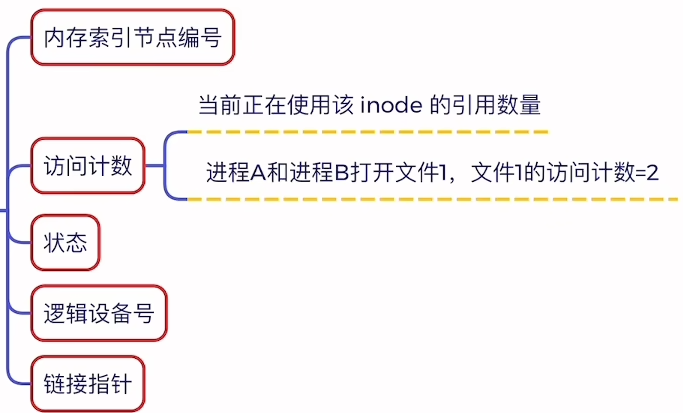 内存索引节点编号
访问计数
当前正在使用该 inode 的引用数量
进程A和进程B打开文件1，文件1的访问计数=2
状态
逻辑设备号
链接指针